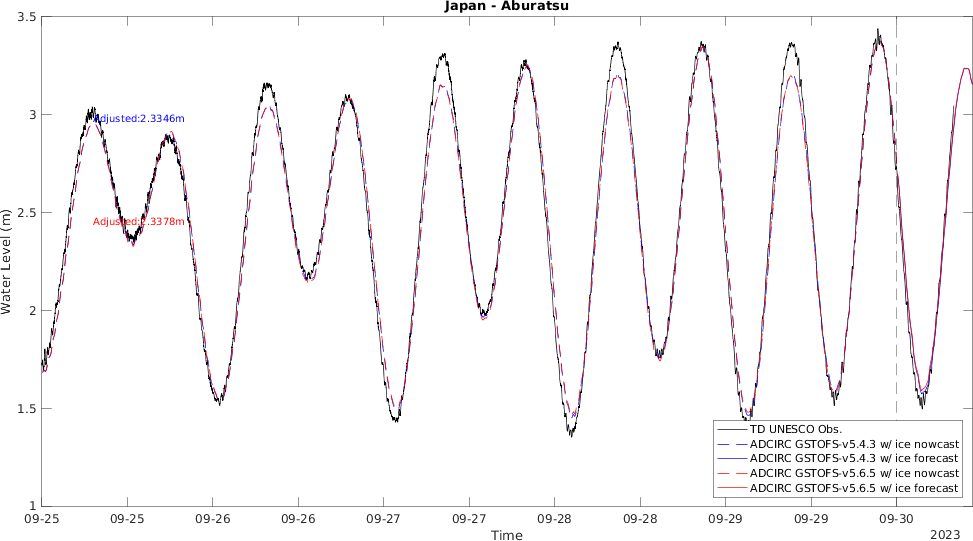 Japan - Aburatsu
3.5
3
2.5
2
1.5
1
Water Level (m)
Adjusted:2.3346m
Adjusted:2.3378m
TD UNESCO Obs.
ADCIRC GSTOFS-v5.4.3 w/ ice nowcast
ADCIRC GSTOFS-v5.4.3 w/ ice forecast
ADCIRC GSTOFS-v5.6.5 w/ ice nowcast
ADCIRC GSTOFS-v5.6.5 w/ ice forecast
09-25 09-25 09-26 09-26 09-27 09-27 09-28 09-28 09-29 09-29 09-30
Time
2023